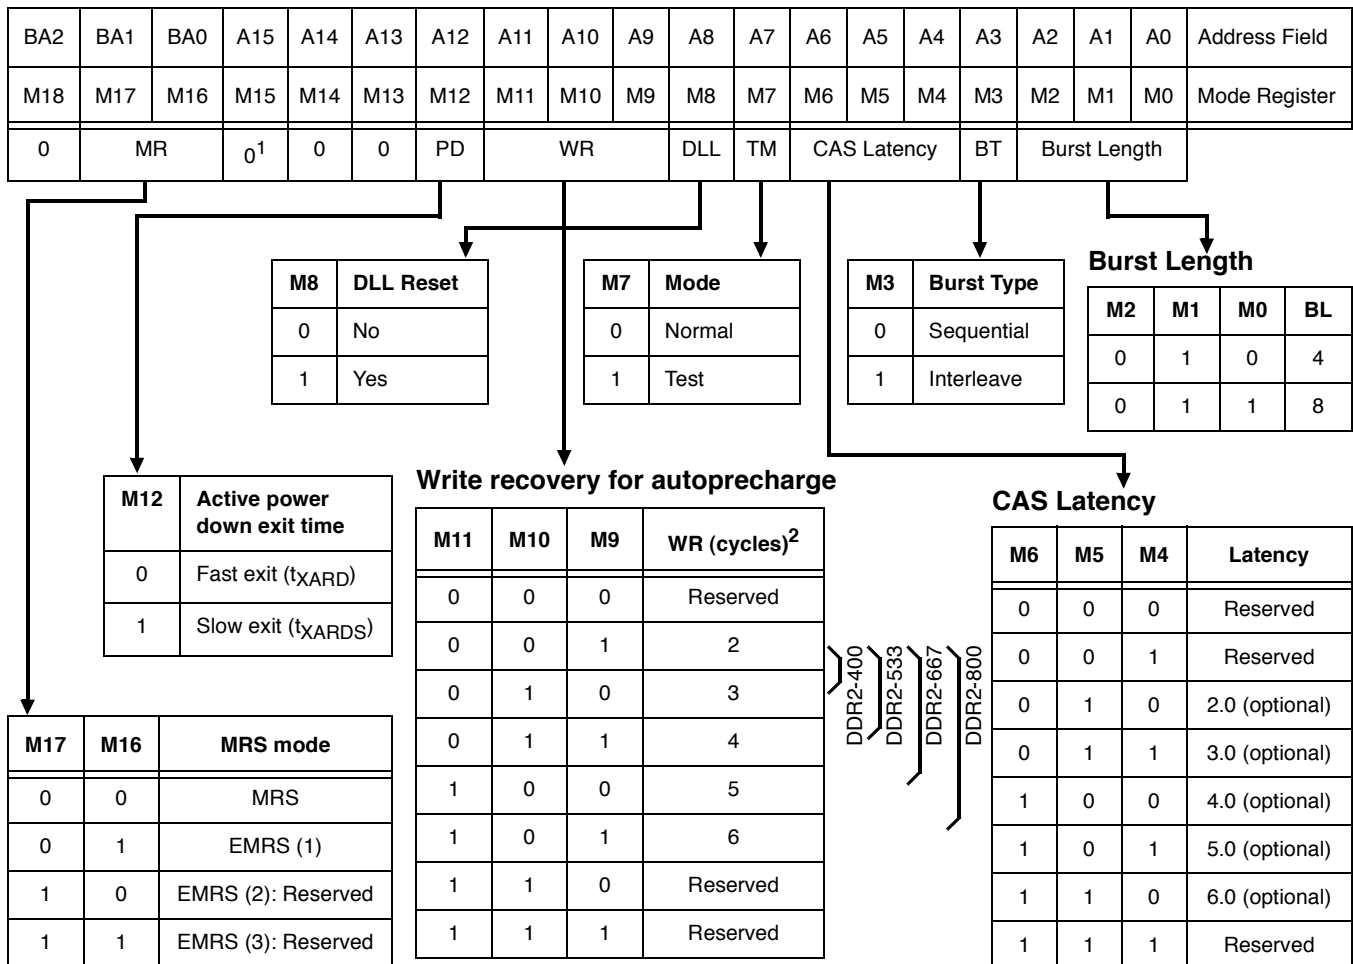 BA2 BA1 BA0 A15 A14 A13 A12 A11 A10 A9 A8 A7 A6 A5 A4 A3 A2 A1 A0 Address Field
M18 M17 M16 M15 M14 M13 M12 M11 M10 M9 M8 M7 M6 M5 M4 M3 M2 M1 M0 Mode Register
0 MR 0¹ 0 0 PD WR DLL TM CAS Latency BT Burst Length
M8 DLL Reset
0 No
1 Yes
M7 Mode
0 Normal
1 Test
M3 Burst Type
0 Sequential
1 Interleave
Burst Length
M2 M1 M0 BL
0 1 0 4
0 1 1 8
M12 Active power
down exit time
0 Fast exit (tXARD)
1 Slow exit (tXARDS)
Write recovery for autoprecharge
M11 M10 M9 WR (cycles)²
0 0 0 Reserved
0 0 1 2
0 1 0 3
0 1 1 4
1 0 0 5
1 0 1 6
1 1 0 Reserved
1 1 1 Reserved
DDR2-400
DDR2-533
DDR2-667
DDR2-800
CAS Latency
M6 M5 M4 Latency
0 0 0 Reserved
0 0 1 Reserved
0 1 0 2.0 (optional)
0 1 1 3.0 (optional)
1 0 0 4.0 (optional)
1 0 1 5.0 (optional)
1 1 0 6.0 (optional)
1 1 1 Reserved
M17 M16 MRS mode
0 0 MRS
0 1 EMRS (1)
1 0 EMRS (2): Reserved
1 1 EMRS (3): Reserved